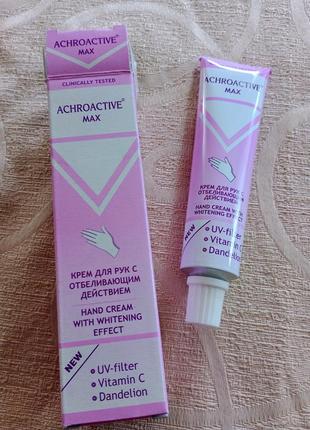 ACHROACTIVE®
MAX
CLINICALLY TESTED
ACHROACTIVE®
MAX
КРЕМ ДЛЯ РУК С
ОТБЕЛИВАЮЩИМ
ДЕЙСТВИЕМ
HAND CREAM
WITH WHITENING
EFFECT
NEW
• UV-filter
• Vitamin C
• Dandelion
ACHROACTIVE®
MAX
КРЕМ ДЛЯ РУК С
ОТБЕЛИВАЮЩИМ
ДЕЙСТВИЕМ
HAND CREAM WITH
WHITENING EFFECT
NEW
• UV-filter
• Vitamin C
• Dandelion